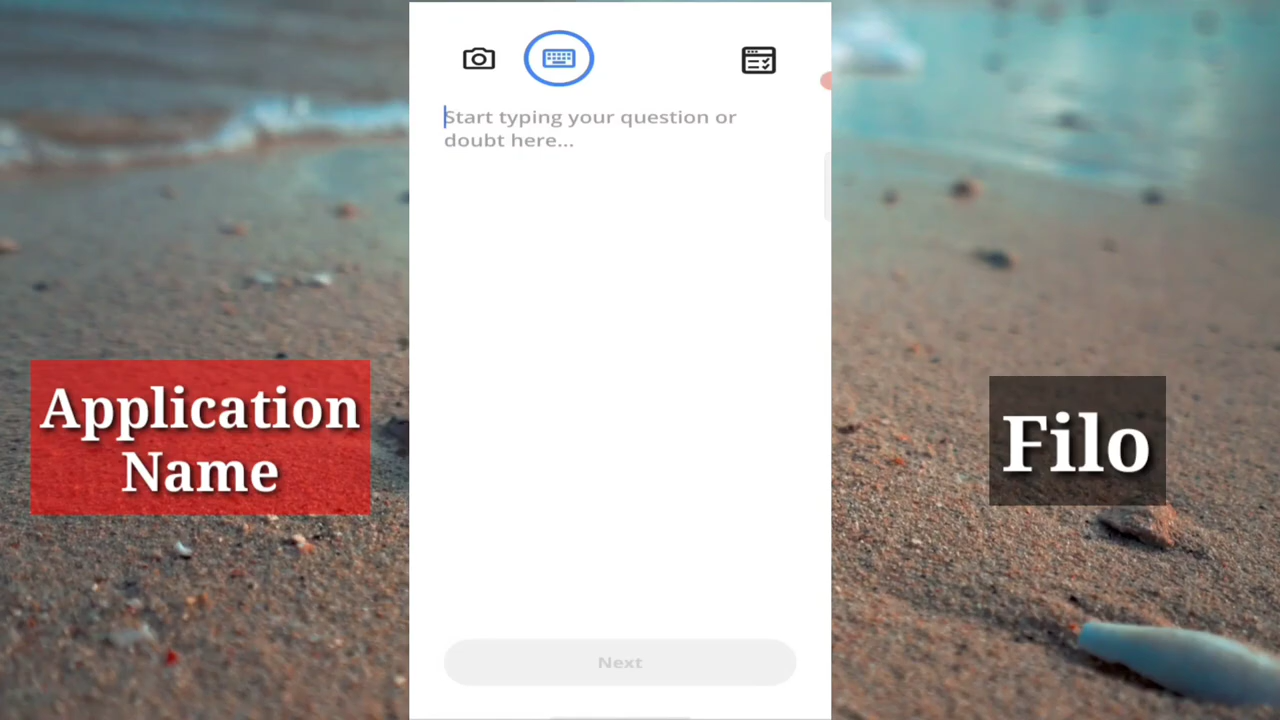 Start typing your question or
doubt here...
Application
Name
Filo
Next